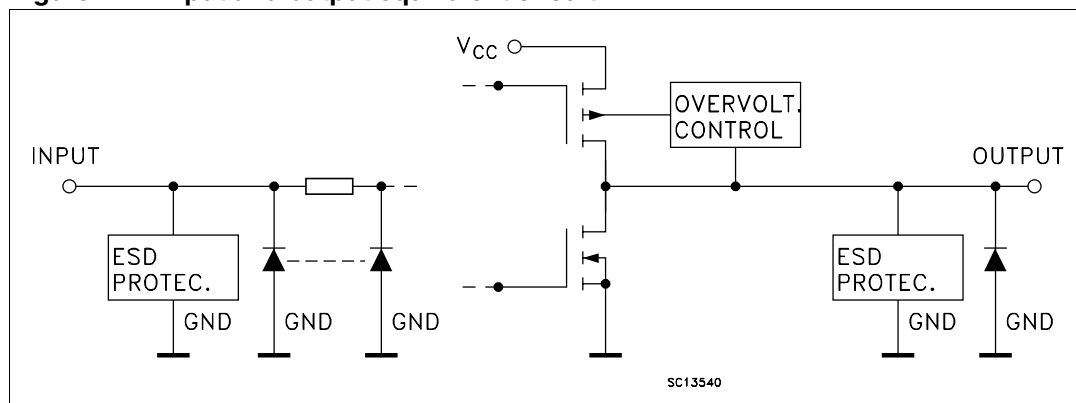 V_CC
OVERVOLT.
CONTROL
INPUT
OUTPUT
ESD
PROTEC.
ESD
PROTEC.
GND
GND
GND
GND
GND
SC13540